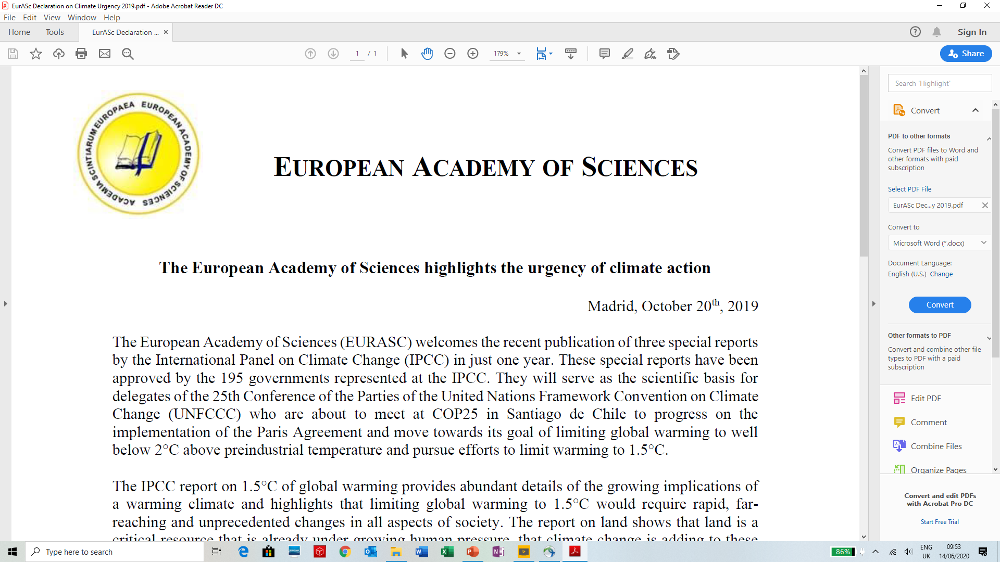 EurASc Declaration on Climate Urgency 2019.pdf - Adobe Acrobat Reader DC
File Edit View Window Help
Home Tools EurASc Declaration ... × Sign In
1 / 1 179% Share
ACADEMIA SCINTIARUM EUROPAEA EUROPEAN ACADEMY OF SCIENCES
EUROPEAN ACADEMY OF SCIENCES
The European Academy of Sciences highlights the urgency of climate action
Madrid, October 20th, 2019
The European Academy of Sciences (EURASC) welcomes the recent publication of three special reports
by the International Panel on Climate Change (IPCC) in just one year. These special reports have been
approved by the 195 governments represented at the IPCC. They will serve as the scientific basis for
delegates of the 25th Conference of the Parties of the United Nations Framework Convention on Climate
Change (UNFCCC) who are about to meet at COP25 in Santiago de Chile to progress on the
implementation of the Paris Agreement and move towards its goal of limiting global warming to well
below 2°C above preindustrial temperature and pursue efforts to limit warming to 1.5°C.
The IPCC report on 1.5°C of global warming provides abundant details of the growing implications of
a warming climate and highlights that limiting global warming to 1.5°C would require rapid, far-
reaching and unprecedented changes in all aspects of society. The report on land shows that land is a
critical resource that is already under growing human pressure, that climate change is adding to these
Search 'Highlight'
Convert
PDF to other formats
Convert PDF files to Word and
other formats with paid
subscription
Select PDF File
EurASc Dec...y 2019.pdf
Convert to
Microsoft Word (*.docx)
Document Language:
English (U.S.) Change
Convert
Other formats to PDF
Convert and combine other file
types to PDF with a paid
subscription
Edit PDF
Comment
Combine Files
Organize Pages
Convert and edit PDFs
with Acrobat Pro DC
Start Free Trial
Type here to search
86%
ENG
UK
09:53
14/06/2020